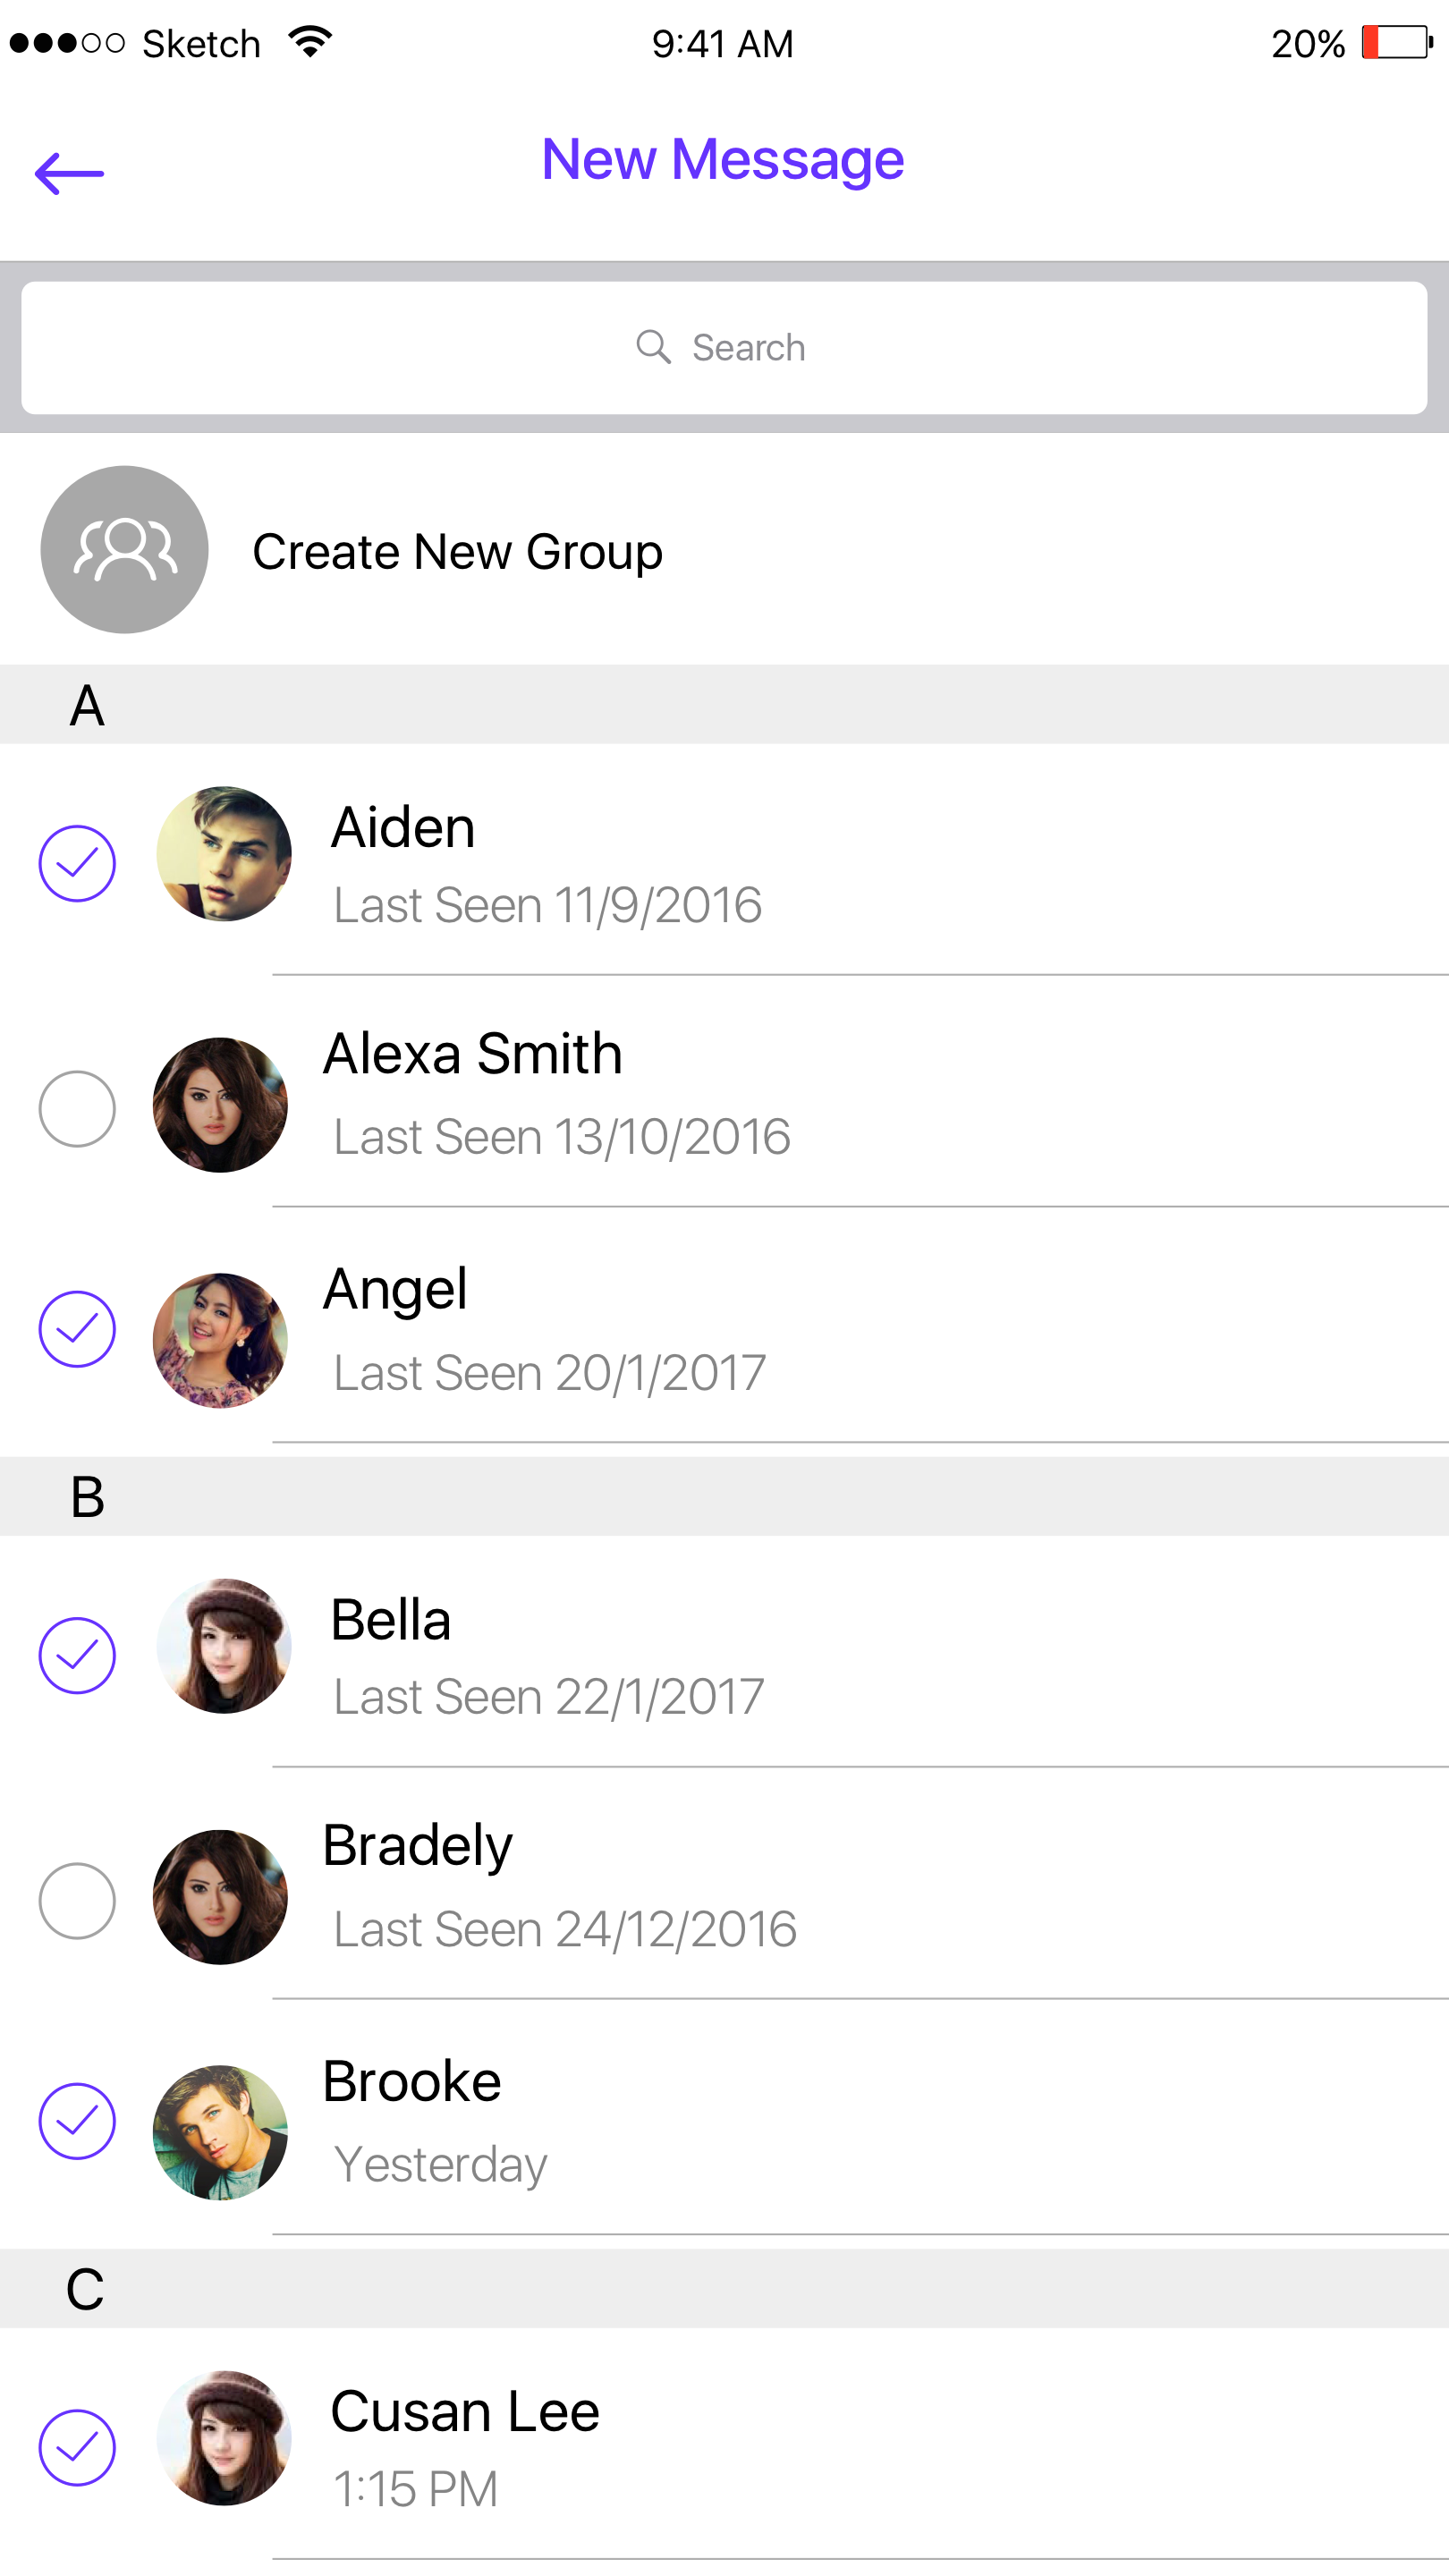 Sketch 9:41 AM 20%
New Message
Search
Create New Group
A
Aiden
Last Seen 11/9/2016
Alexa Smith
Last Seen 13/10/2016
Angel
Last Seen 20/1/2017
B
Bella
Last Seen 22/1/2017
Bradely
Last Seen 24/12/2016
Brooke
Yesterday
C
Cusan Lee
1:15 PM